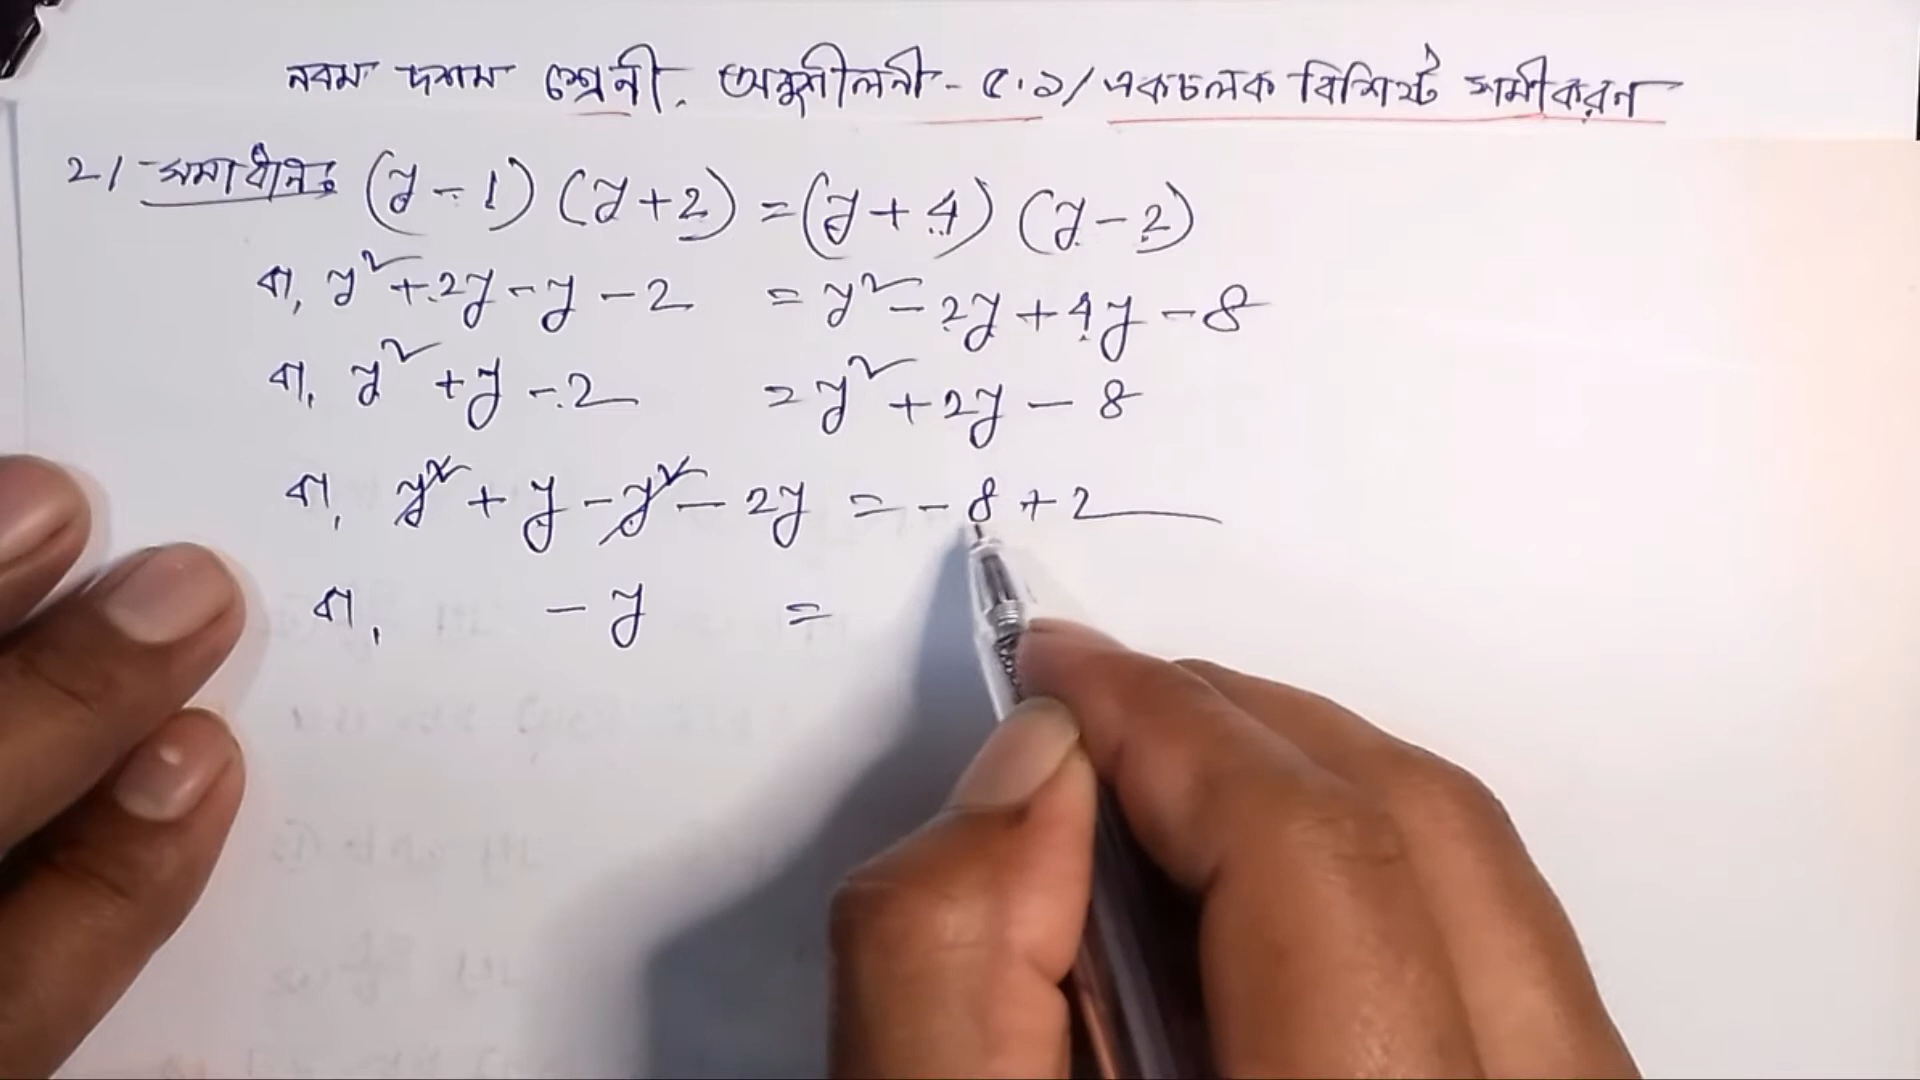 নবম দশম শ্রেনী. অনুশীলনী - ৫.১/একচলক বিশিষ্ট সমীকরন
2/ সমাধানঃ (y-1) (y+2) = (y+4) (y-2)
বা, y²+2y-y-2 = y²-2y+4y-8
বা, y²+y-2 = y²+2y-8
বা, y²+y-y²-2y = -8+2
বা, -y =